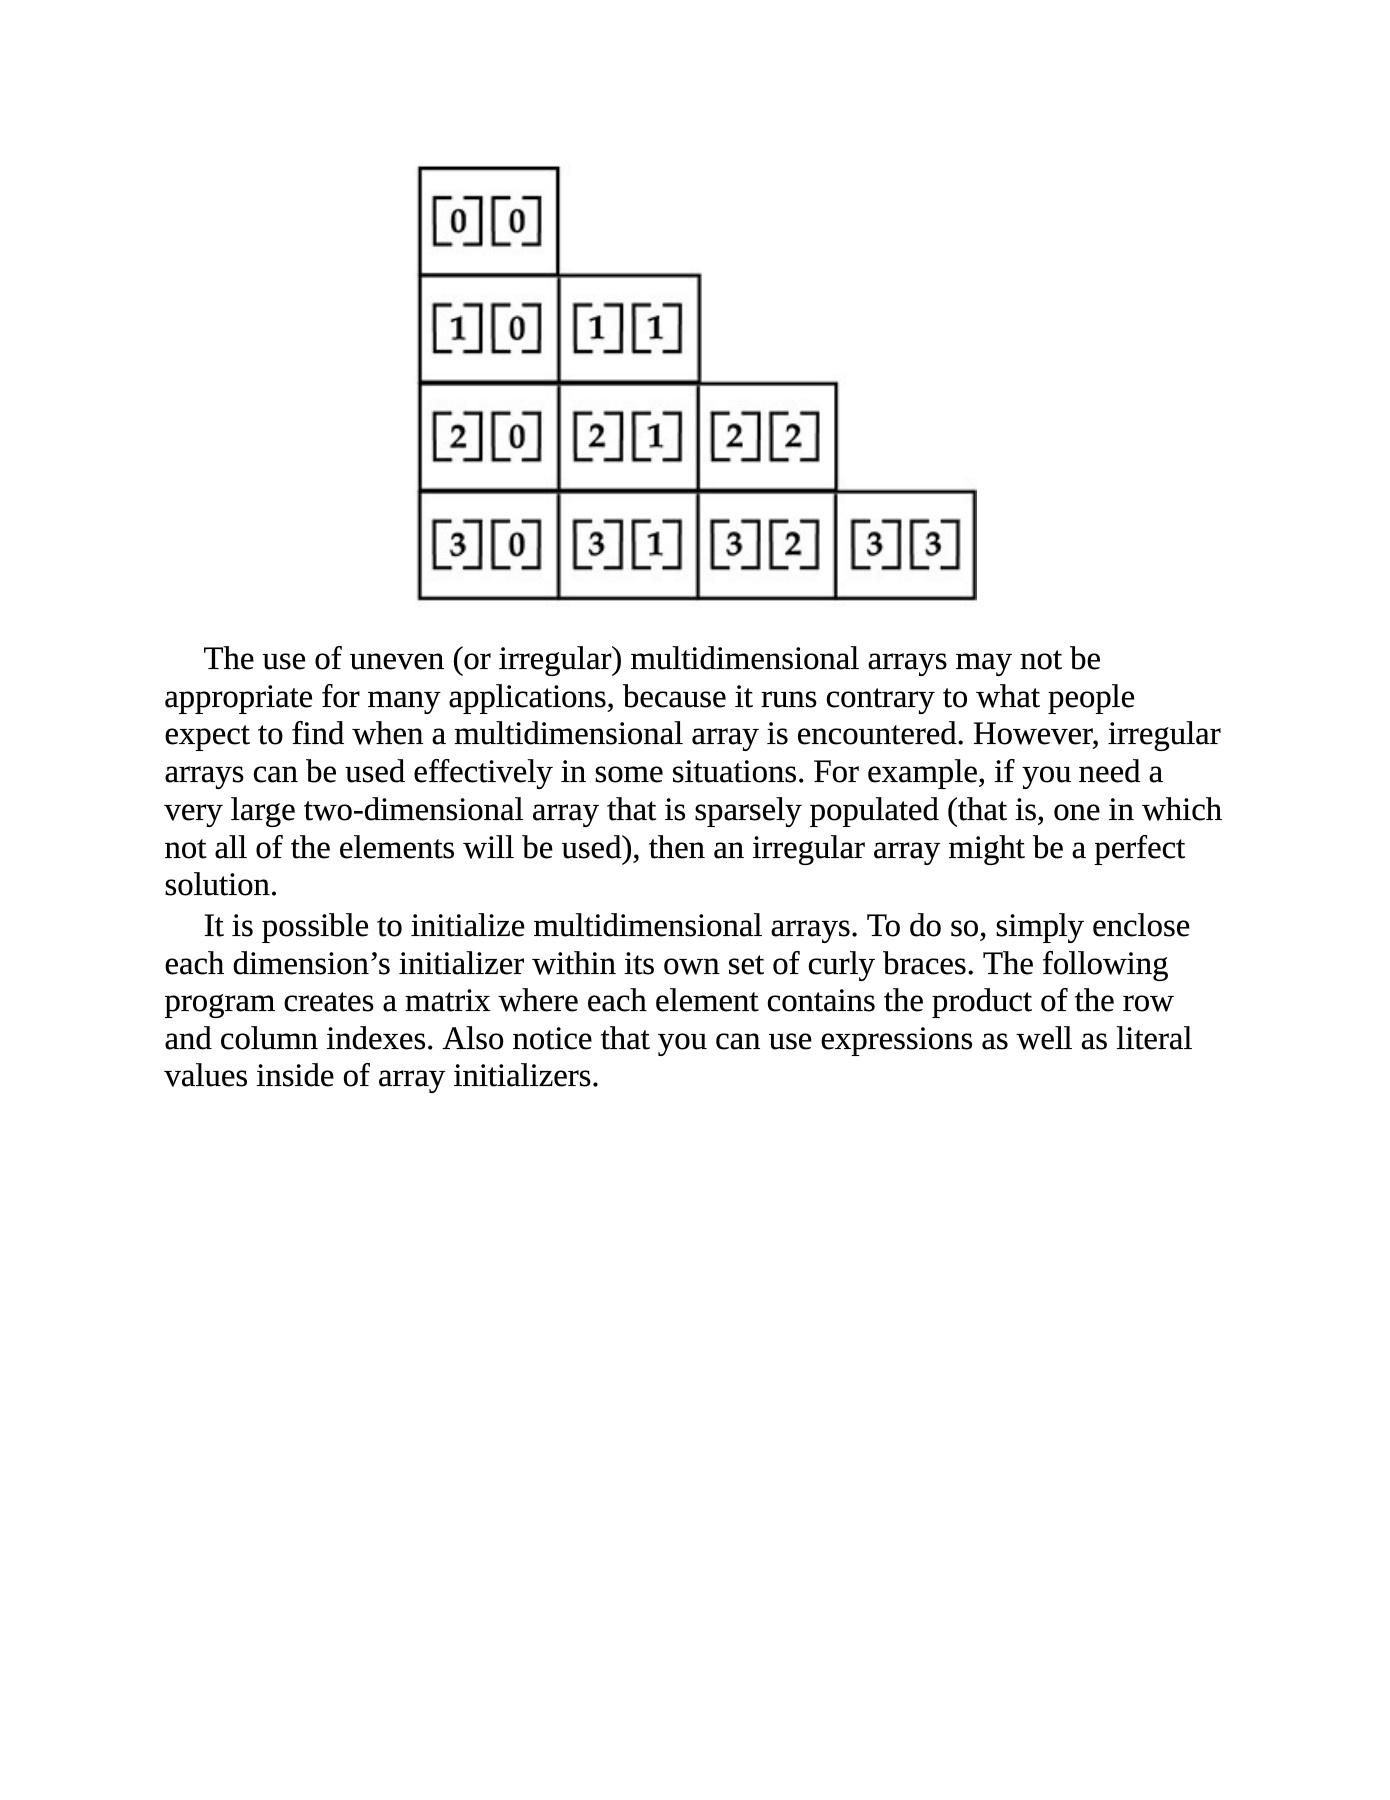 [0][0]
[1][0] [1][1]
[2][0] [2][1] [2][2]
[3][0] [3][1] [3][2] [3][3]
The use of uneven (or irregular) multidimensional arrays may not be
appropriate for many applications, because it runs contrary to what people
expect to find when a multidimensional array is encountered. However, irregular
arrays can be used effectively in some situations. For example, if you need a
very large two-dimensional array that is sparsely populated (that is, one in which
not all of the elements will be used), then an irregular array might be a perfect
solution.
It is possible to initialize multidimensional arrays. To do so, simply enclose
each dimension’s initializer within its own set of curly braces. The following
program creates a matrix where each element contains the product of the row
and column indexes. Also notice that you can use expressions as well as literal
values inside of array initializers.